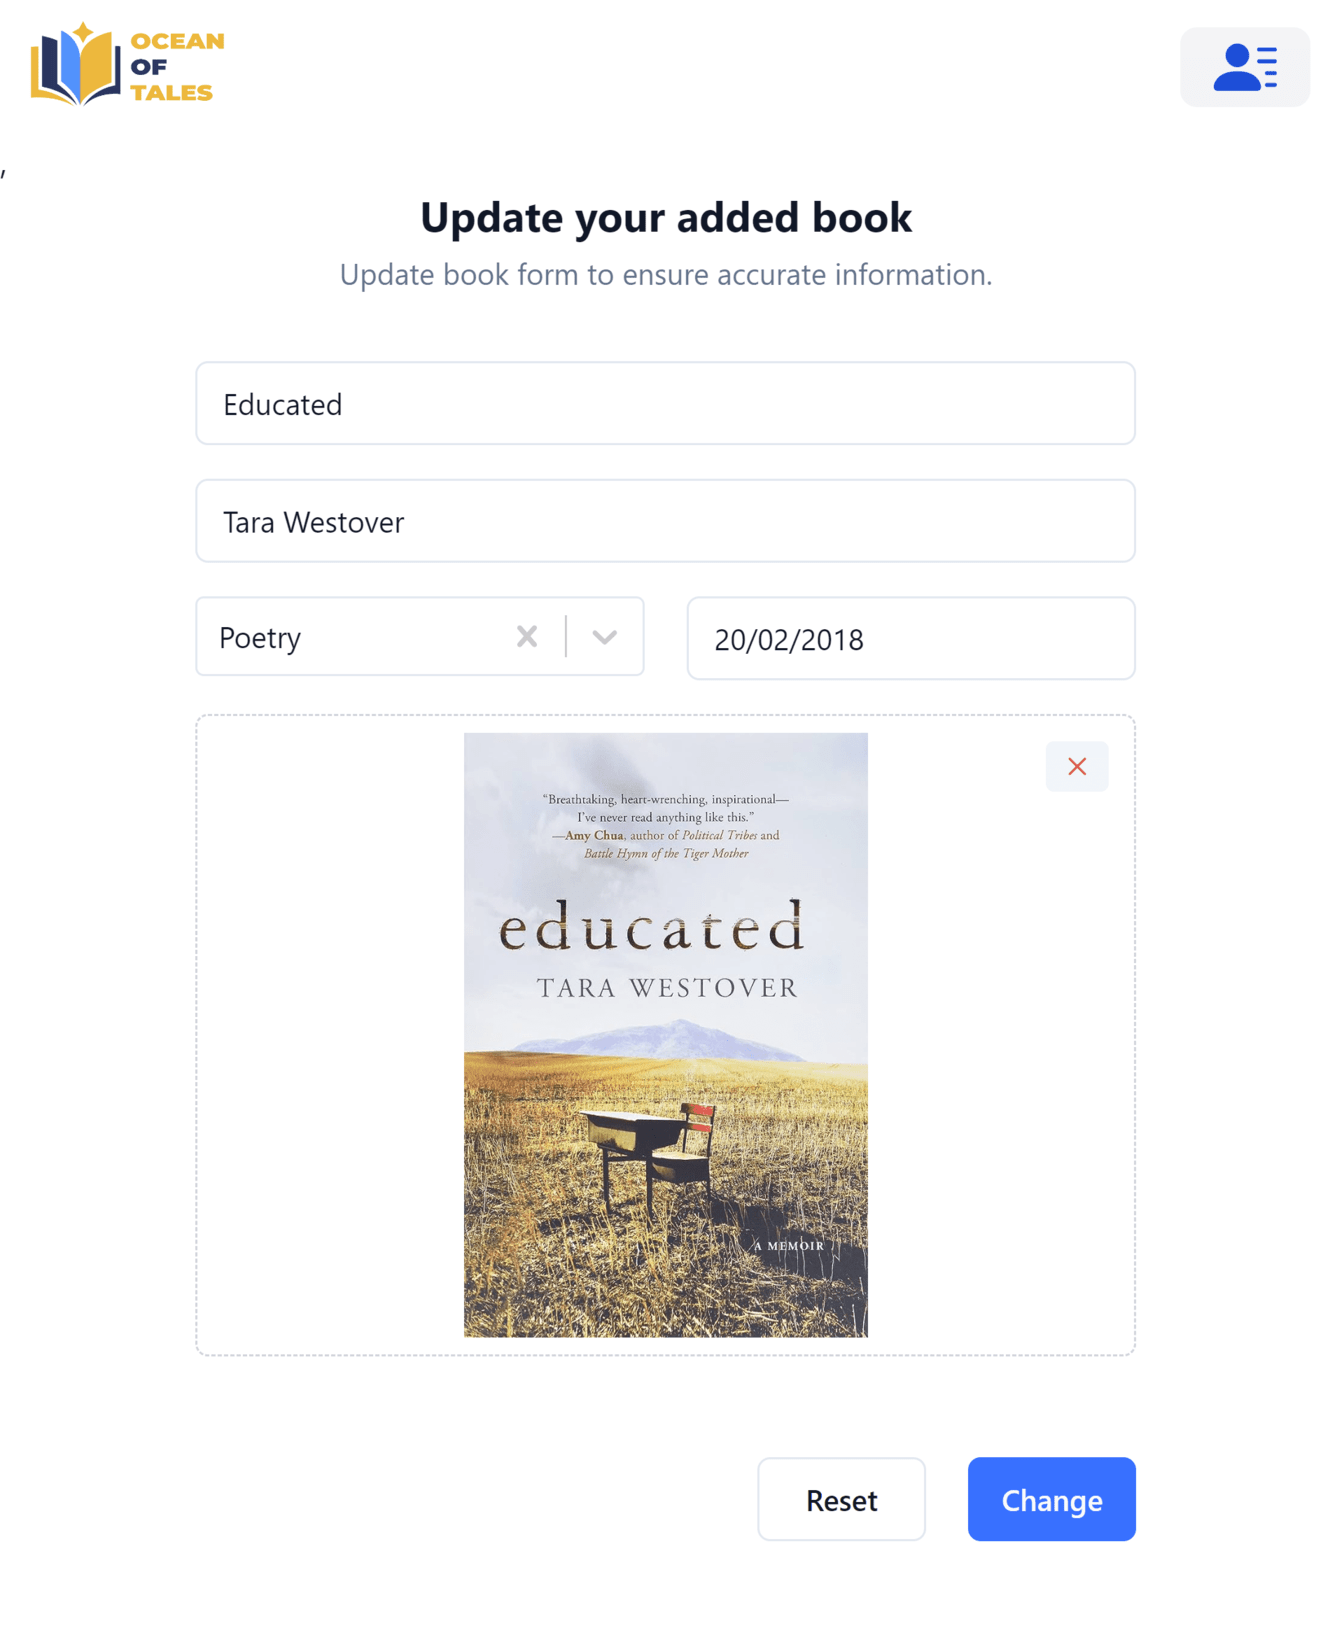 OCEAN
OF
TALES
,
Update your added book
Update book form to ensure accurate information.
Educated
Tara Westover
Poetry
20/02/2018
“Breathtaking, heart-wrenching, inspirational—
I’ve never read anything like this.”
—Amy Chua, author of Political Tribes and
Battle Hymn of the Tiger Mother
educated
TARA WESTOVER
A MEMOIR
Reset
Change